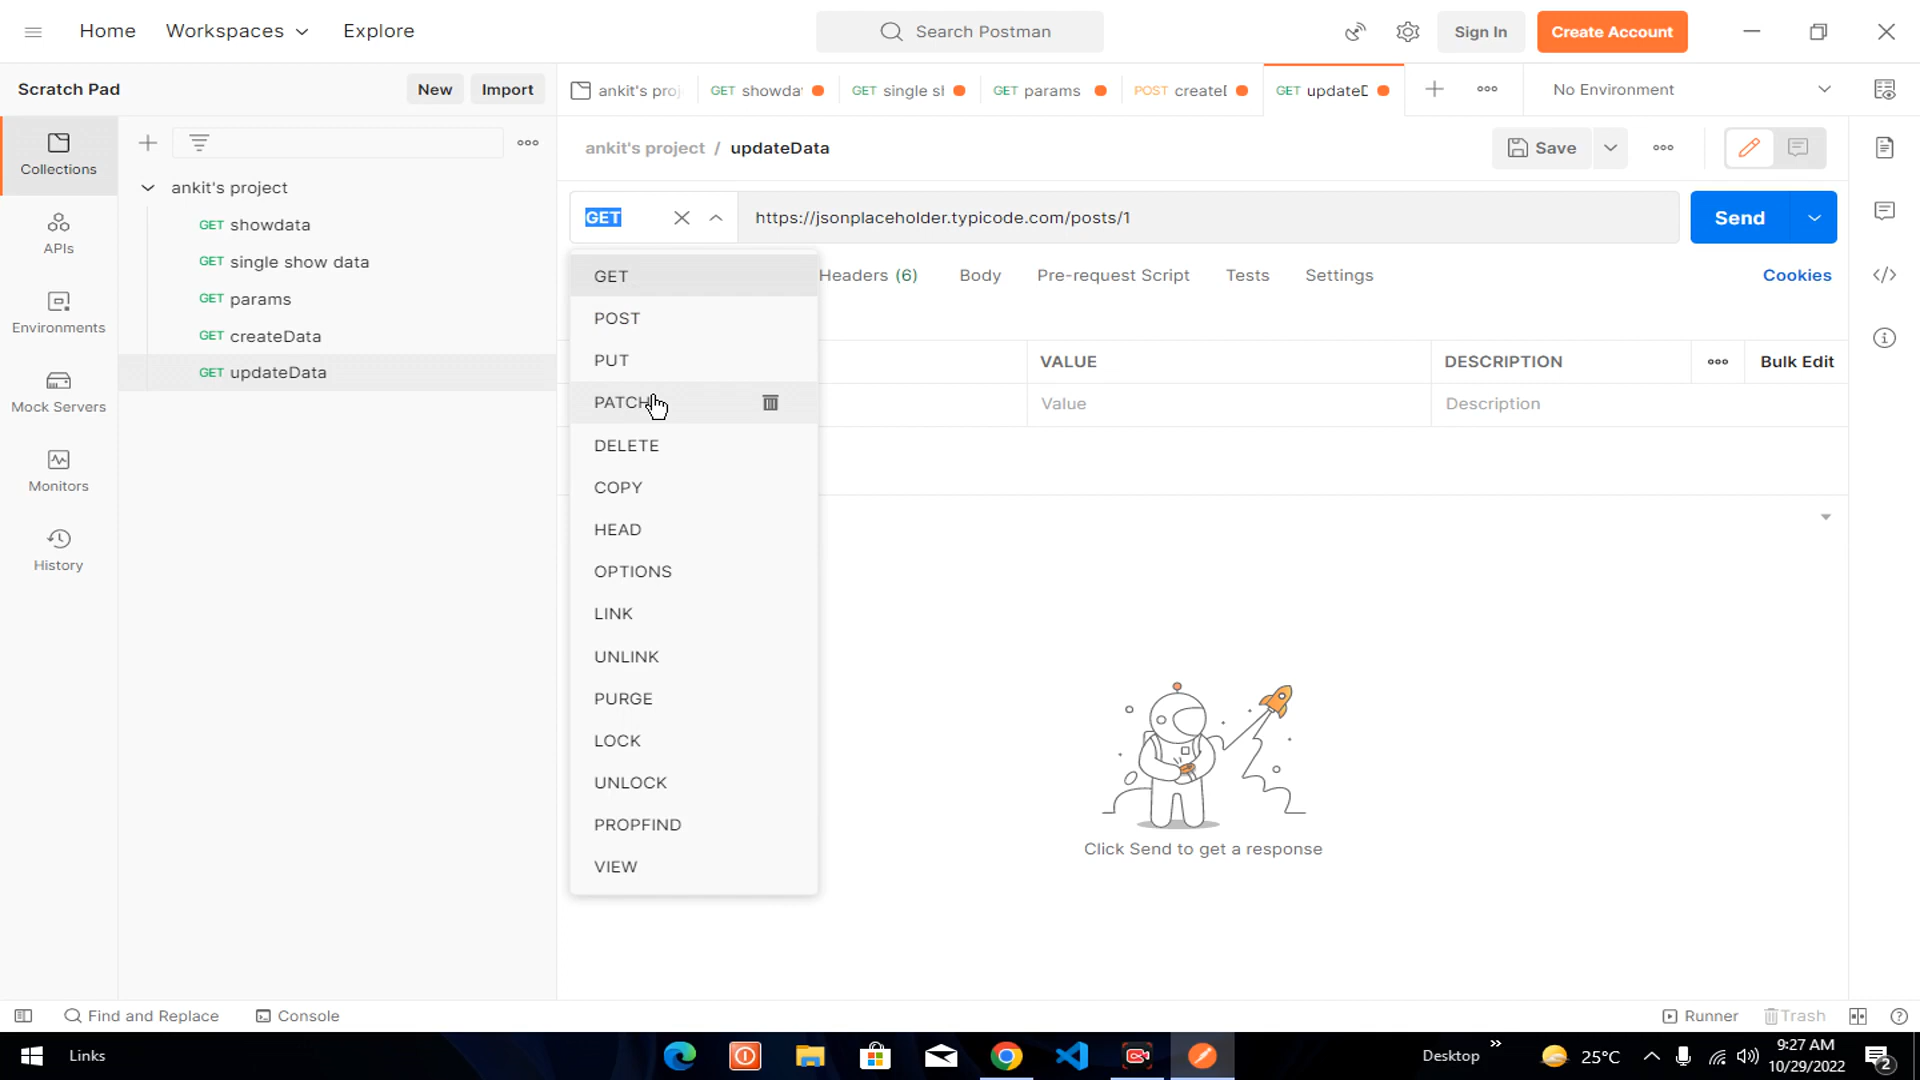 Home Workspaces Explore
Search Postman
Sign In Create Account
Scratch Pad New Import
ankit's proj GET showda GET single sl GET params POST create GET update
No Environment
ankit's project / updateData
Save
GET https://jsonplaceholder.typicode.com/posts/1 Send
Headers (6) Body Pre-request Script Tests Settings Cookies
VALUE DESCRIPTION Bulk Edit
Value Description
GET
POST
PUT
PATCH
DELETE
COPY
HEAD
OPTIONS
LINK
UNLINK
PURGE
LOCK
UNLOCK
PROPFIND
VIEW
Collections
APIs
Environments
Mock Servers
Monitors
History
ankit's project
GET showdata
GET single show data
GET params
GET createData
GET updateData
Click Send to get a response
Find and Replace Console Runner Trash
Links Desktop 25°C 9:27 AM
10/29/2022 2